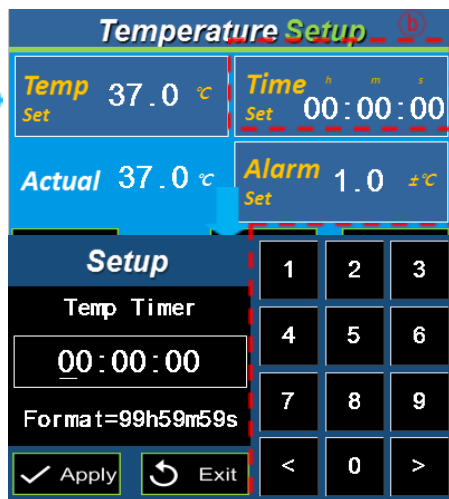 Temperature Setup
ⓑ
Temp Set 37.0 ℃
Time Set h m s 00:00:00
Actual 37.0 ℃
Alarm Set 1.0 ±℃
Setup
Temp Timer
00:00:00
Format=99h59m59s
Apply Exit
1 2 3
4 5 6
7 8 9
< 0 >